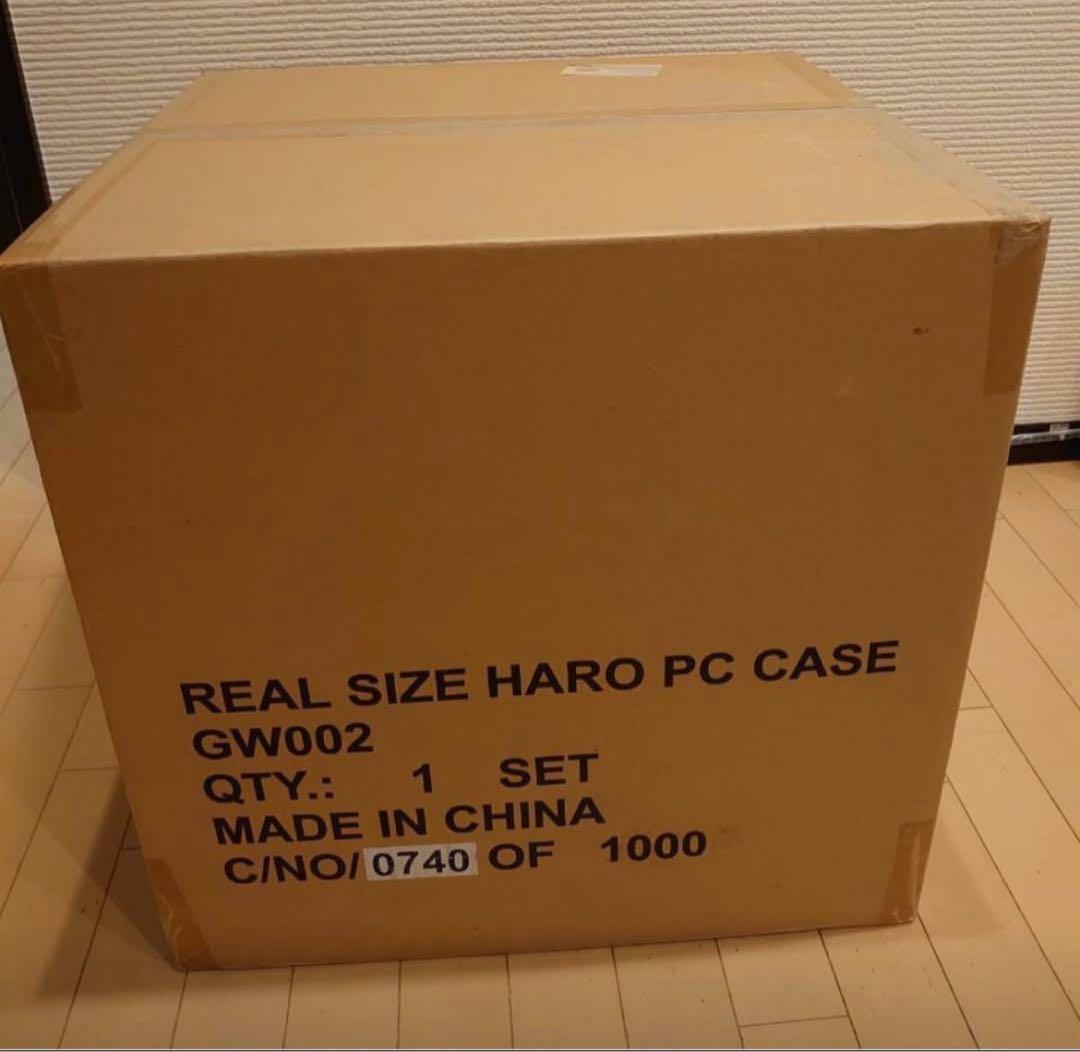 REAL SIZE HARO PC CASE
GW002
QTY.: 1 SET
MADE IN CHINA
C/NO/0740 OF 1000